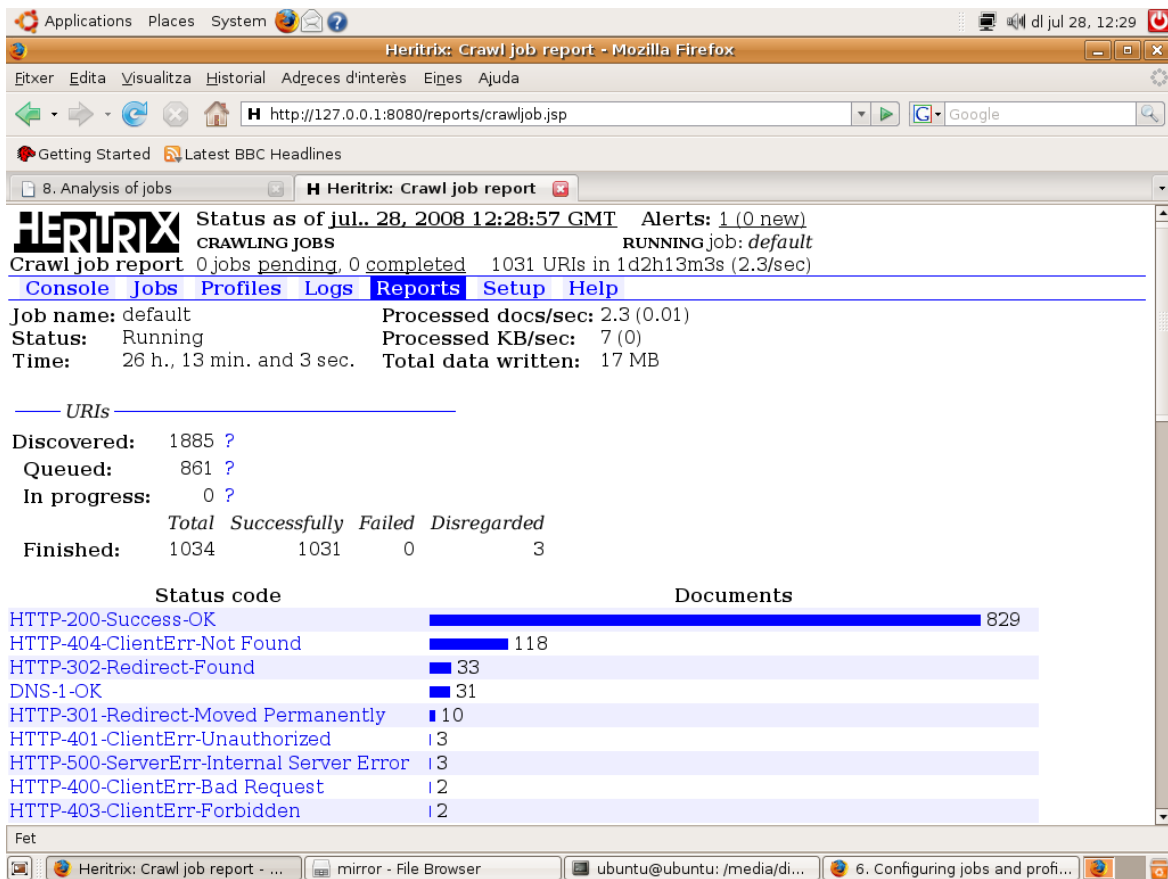 Applications Places System dl jul 28, 12:29
Heritrix: Crawl job report - Mozilla Firefox
Fitxer Edita Visualitza Historial Adreces d'interès Eines Ajuda
H http://127.0.0.1:8080/reports/crawljob.jsp G Google
Getting Started Latest BBC Headlines
8. Analysis of jobs H Heritrix: Crawl job report
HERITRIX Status as of jul.. 28, 2008 12:28:57 GMT Alerts: 1 (0 new)
CRAWLING JOBS RUNNING job: default
Crawl job report 0 jobs pending, 0 completed 1031 URIs in 1d2h13m3s (2.3/sec)
Console Jobs Profiles Logs Reports Setup Help
Job name: default Processed docs/sec: 2.3 (0.01)
Status: Running Processed KB/sec: 7 (0)
Time: 26 h., 13 min. and 3 sec. Total data written: 17 MB
URIs
Discovered: 1885 ?
Queued: 861 ?
In progress: 0 ?
Total Successfully Failed Disregarded
Finished: 1034 1031 0 3
Status code Documents
HTTP-200-Success-OK 829
HTTP-404-ClientErr-Not Found 118
HTTP-302-Redirect-Found 33
DNS-1-OK 31
HTTP-301-Redirect-Moved Permanently 10
HTTP-401-ClientErr-Unauthorized 3
HTTP-500-ServerErr-Internal Server Error 3
HTTP-400-ClientErr-Bad Request 2
HTTP-403-ClientErr-Forbidden 2
Fet
Heritrix: Crawl job report - ... mirror - File Browser ubuntu@ubuntu: /media/di... 6. Configuring jobs and profi...